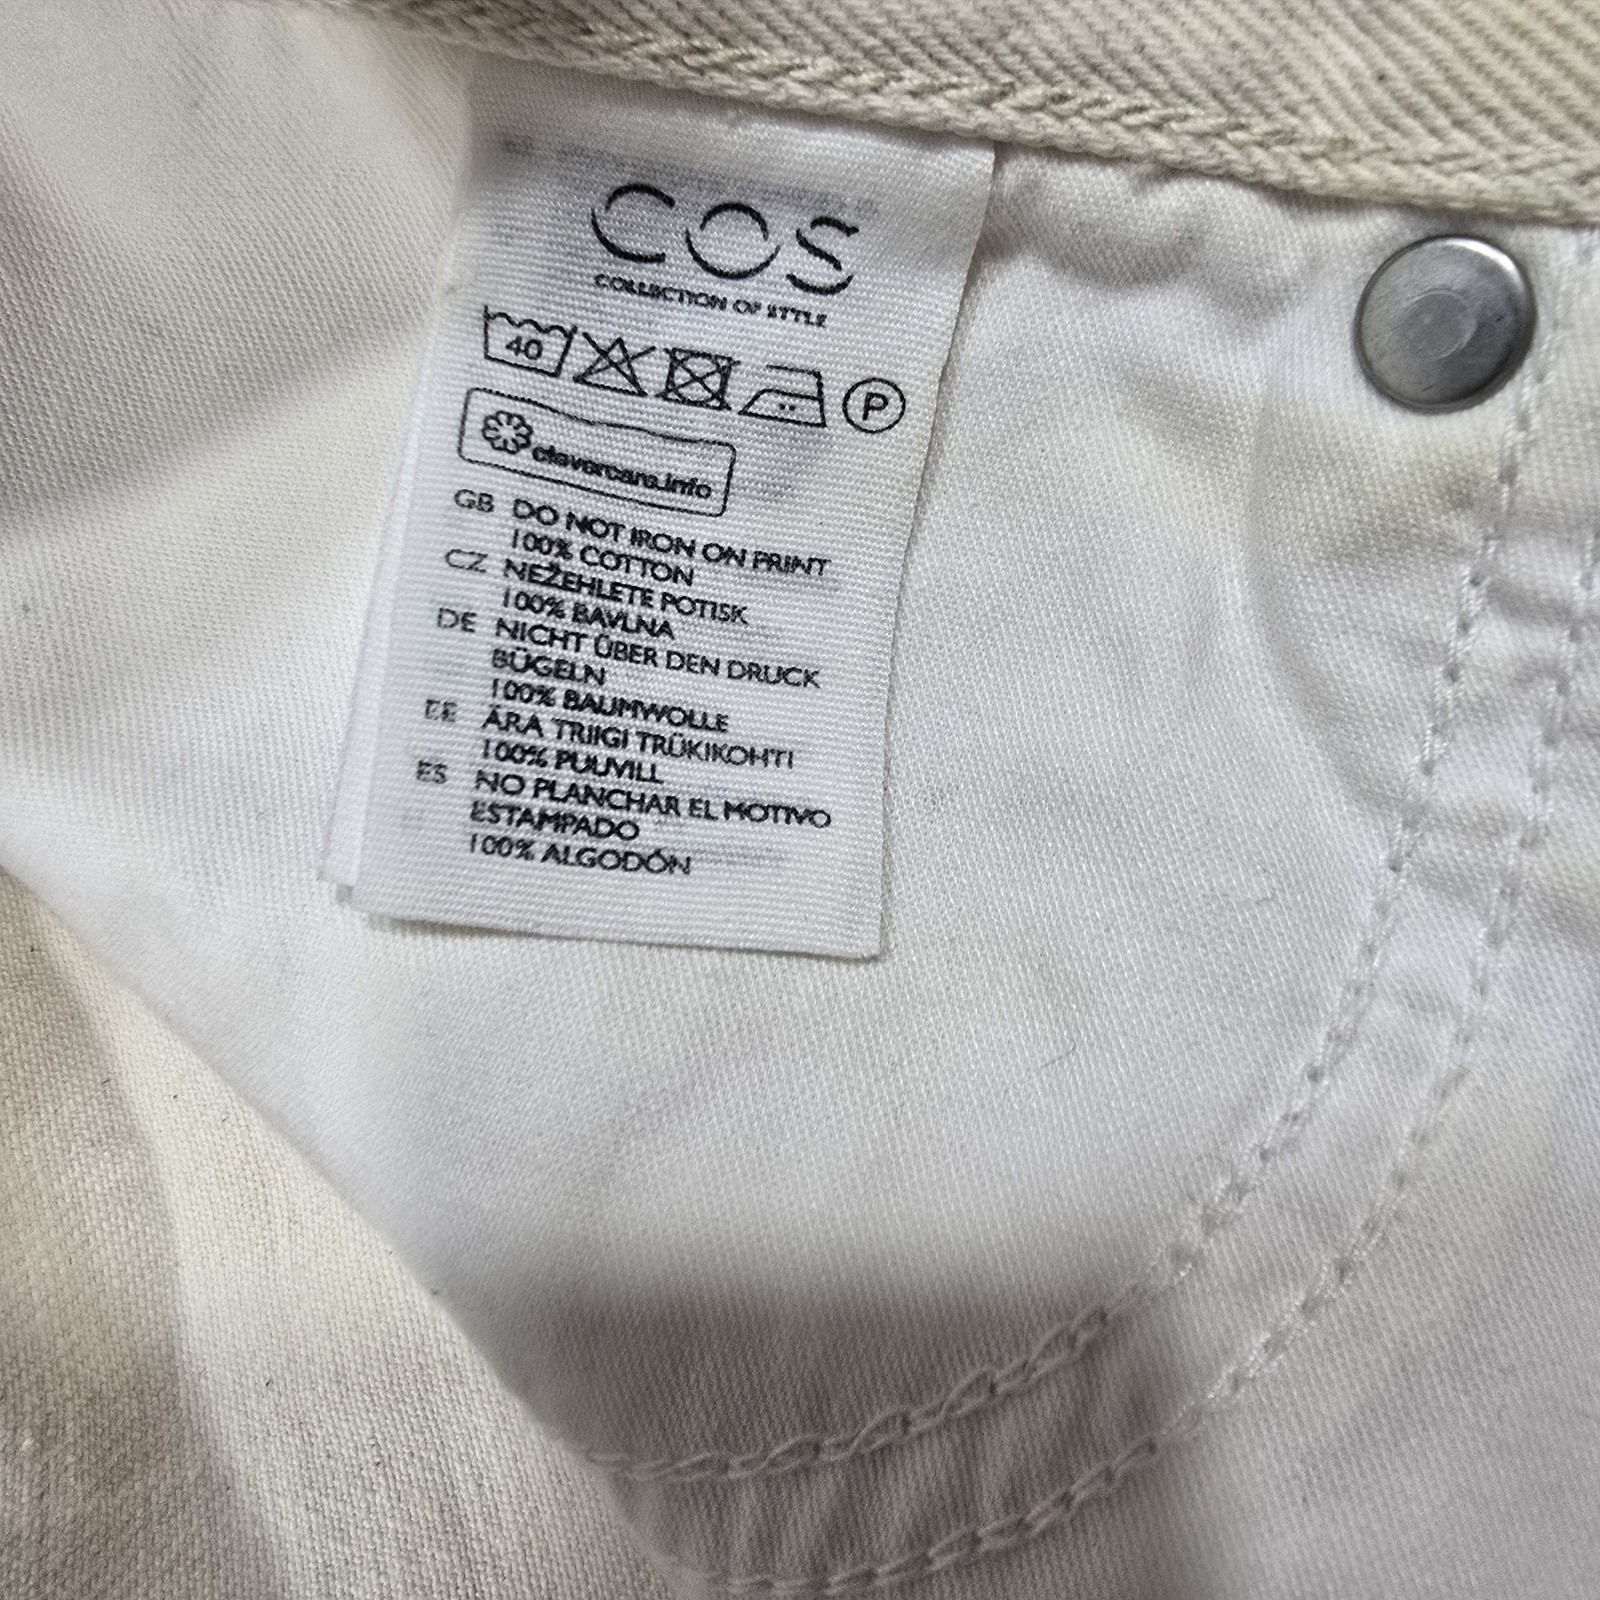 COS
COLLECTION OF STYLE
40
P
clevercare.info
GB DO NOT IRON ON PRINT
100% COTTON
CZ NEŽEHLETE POTISK
100% BAVLNA
DE NICHT ÜBER DEN DRUCK
BÜGELN
100% BAUMWOLLE
EE ÄRA TRIIGI TRÜKIKOHTI
100% PUUVILL
ES NO PLANCHAR EL MOTIVO
ESTAMPADO
100% ALGODÓN